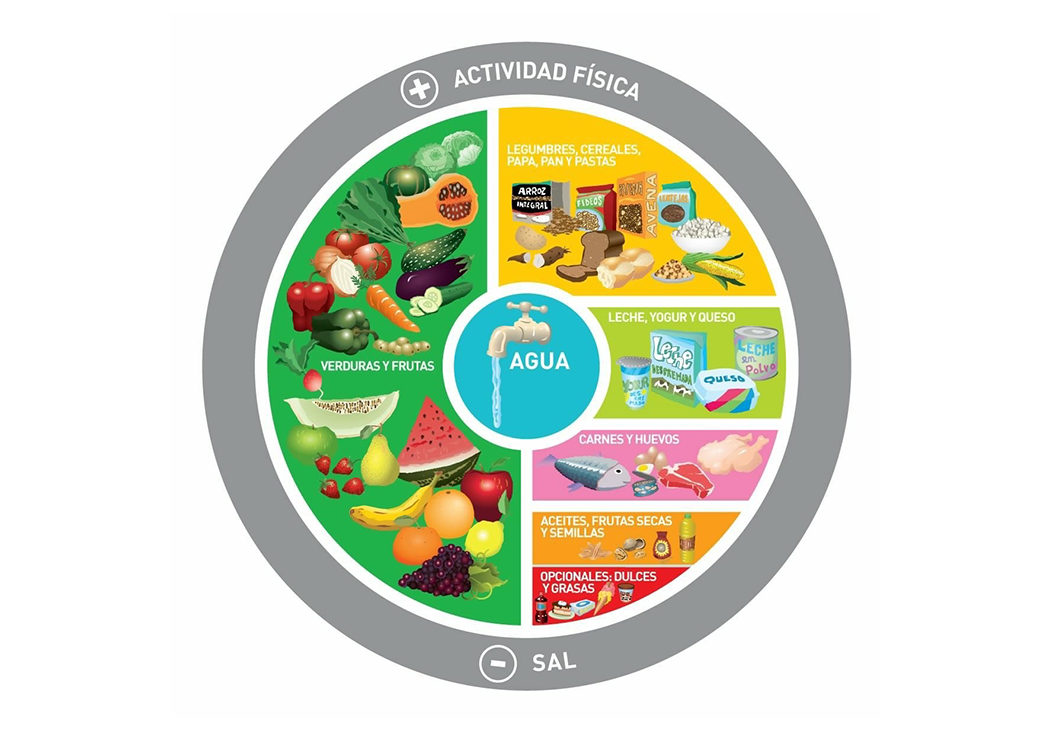 ACTIVIDAD FÍSICA
LEGUMBRES, CEREALES,
PAPA, PAN Y PASTAS
ARROZ
INTEGRAL
FIDEOS
AVENA
LECHE, YOGUR Y QUESO
Leche
DESCREMADA
LECHE
en
Polvo
YOGUR
QUESO
VERDURAS Y FRUTAS
AGUA
CARNES Y HUEVOS
ACEITES, FRUTAS SECAS
Y SEMILLAS
OPCIONALES: DULCES
Y GRASAS
SAL